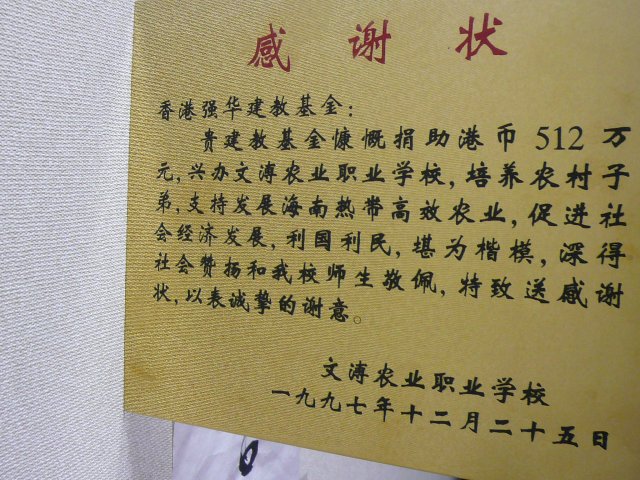 感谢状
香港强华建教基金：
贵建教基金慷慨捐助港币512万
元，兴办文漙农业职业学校，培养农村子
弟，支持发展海南热带高效农业，促进社
会经济发展，利国利民，堪为楷模，深得
社会赞扬和我校师生敬佩，特致送感谢
状，以表诚挚的谢意。
文漙农业职业学校
一九九七年十二月二十五日